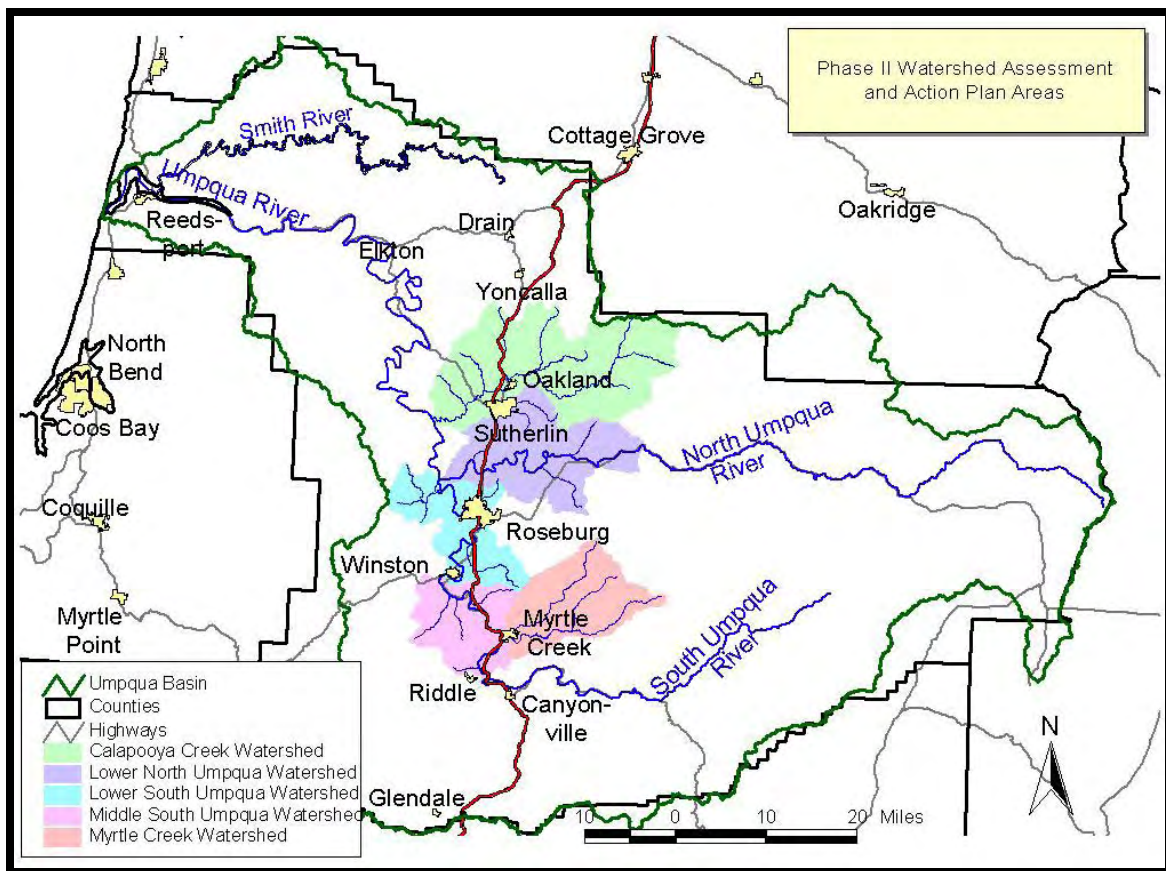 Phase II Watershed Assessment
and Action Plan Areas
Smith River
Cottage Grove
Umpqua River
Oakridge
Reeds-
port
Drain
Elkton
Yoncalla
North
Bend
Oakland
Coos Bay
Sutherlin
North Umpqua
River
Coquille
Roseburg
Winston
Myrtle
Point
Myrtle
Creek
South Umpqua
River
Riddle
Canyon-
ville
Glendale
Umpqua Basin
Counties
Highways
Calapooya Creek Watershed
Lower North Umpqua Watershed
Lower South Umpqua Watershed
Middle South Umpqua Watershed
Myrtle Creek Watershed
N
10 0 10 20 Miles